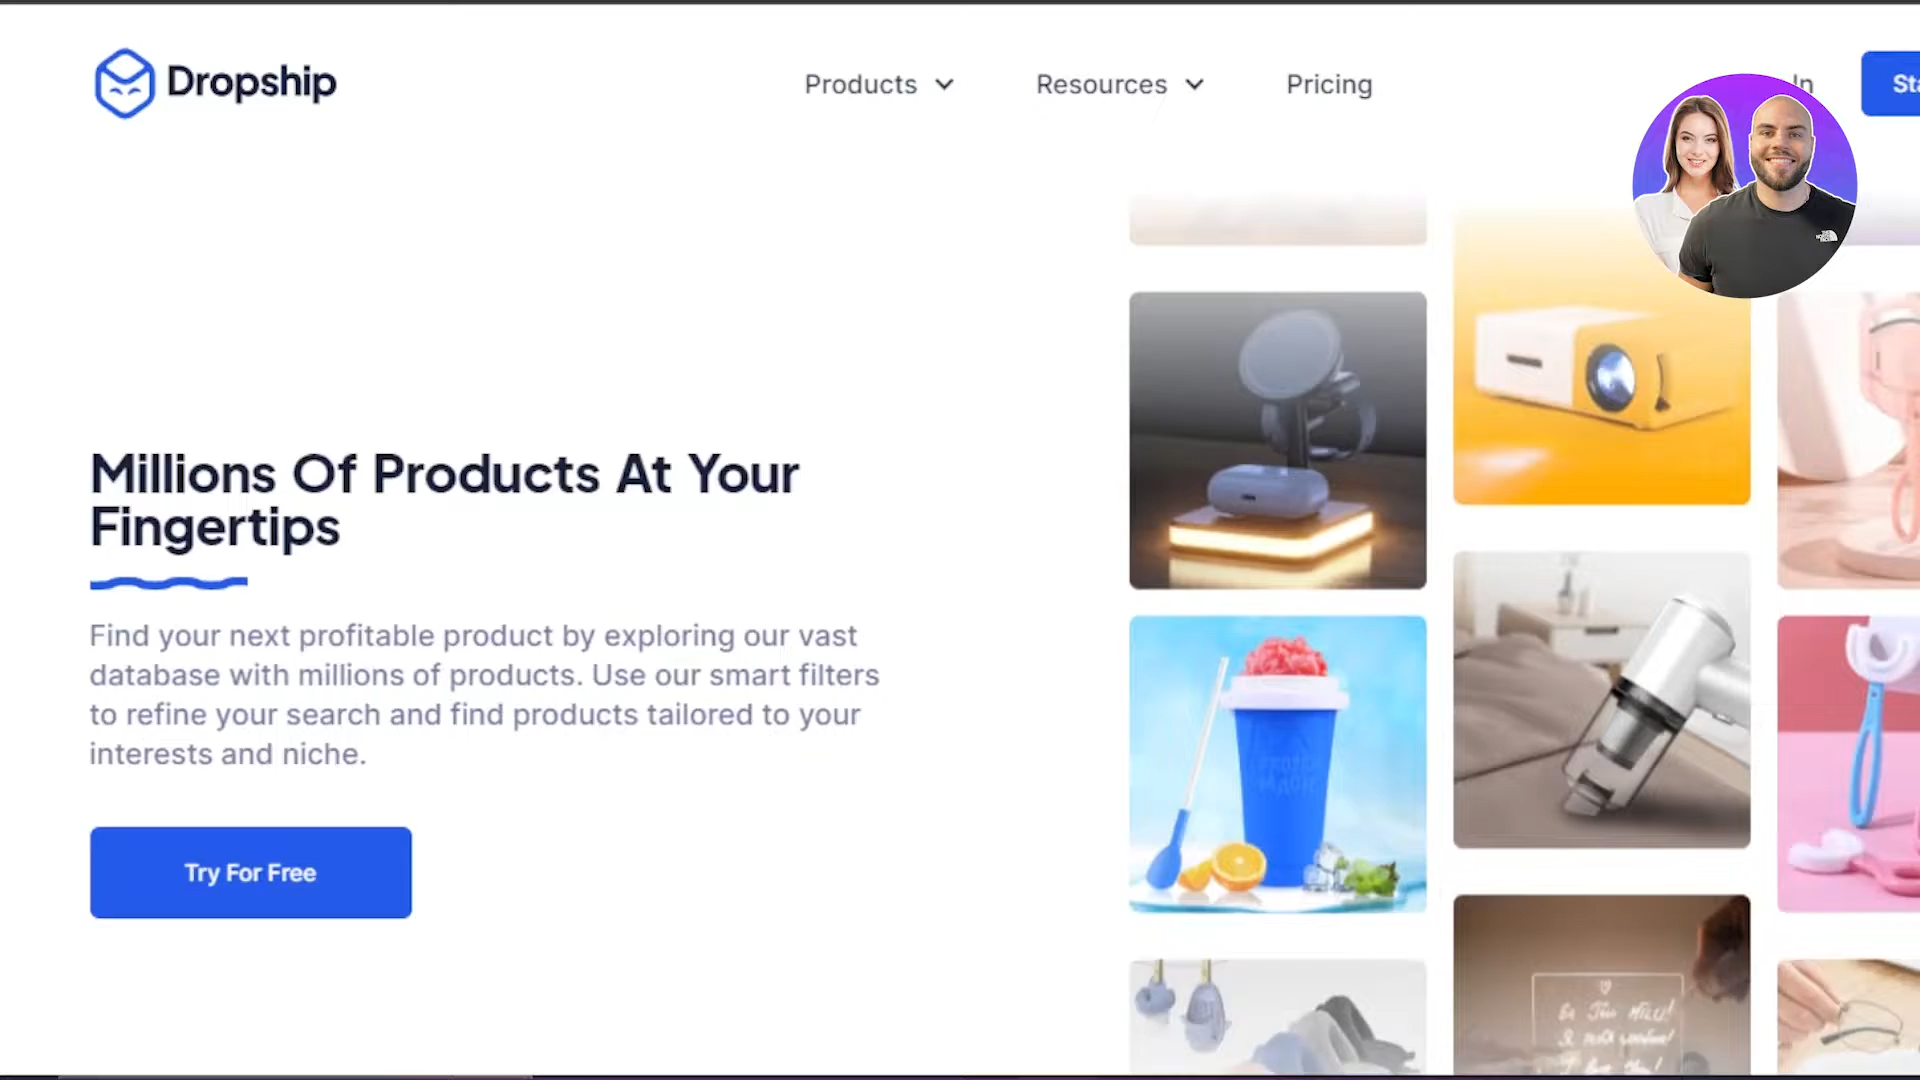 Dropship
Products
Resources
Pricing
In
Sta
Millions Of Products At Your
Fingertips
Find your next profitable product by exploring our vast
database with millions of products. Use our smart filters
to refine your search and find products tailored to your
interests and niche.
Try For Free